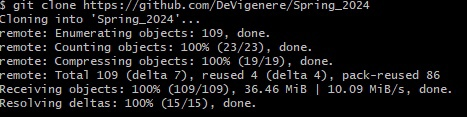 $ git clone https://github.com/DeVigenere/Spring_2024
Cloning into 'Spring_2024'...
remote: Enumerating objects: 109, done.
remote: Counting objects: 100% (23/23), done.
remote: Compressing objects: 100% (19/19), done.
remote: Total 109 (delta 7), reused 4 (delta 4), pack-reused 86
Receiving objects: 100% (109/109), 36.46 MiB | 10.09 MiB/s, done.
Resolving deltas: 100% (15/15), done.